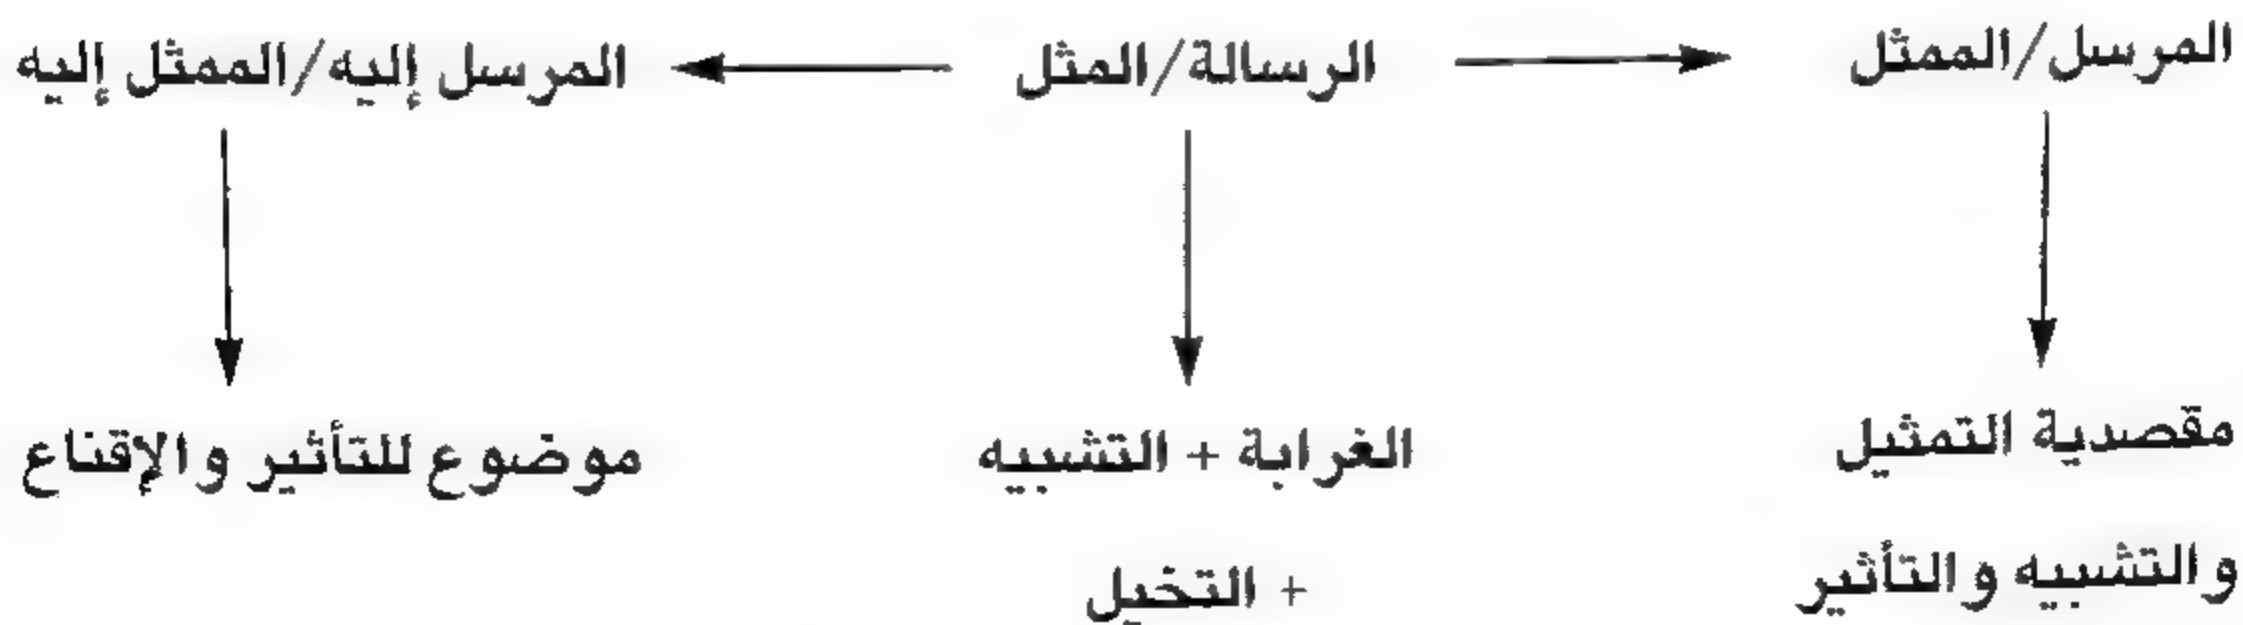 المرسل/الممثل
الرسالة/المثل
المرسل إليه/الممثل إليه
مقصدية التمثيل
والتشبيه والتأثير
الغرابة + التشبيه
+ التخيل
موضوع للتأثير والإقناع